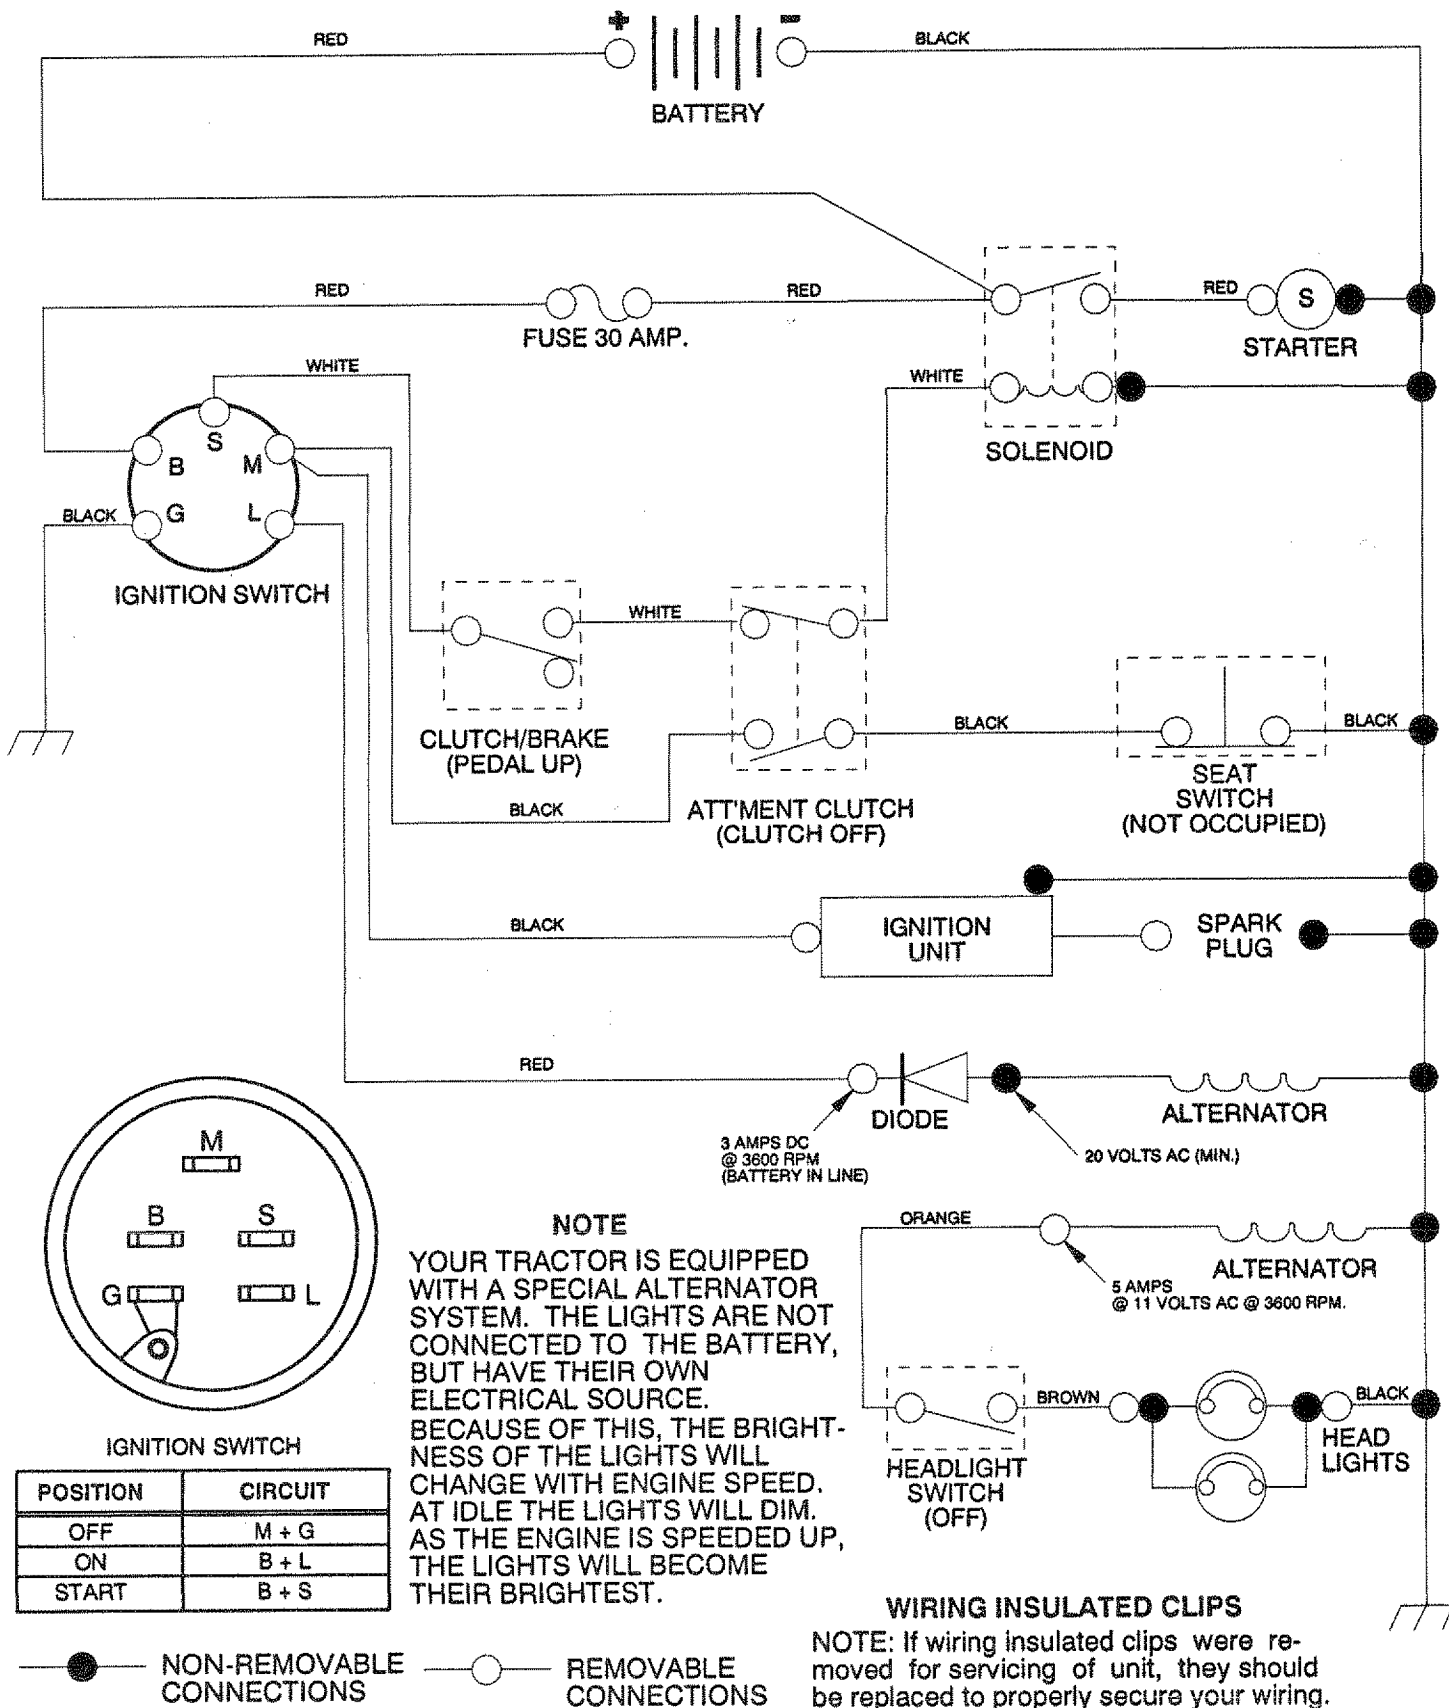 RED
+
-
BLACK
BATTERY
RED
RED
RED
S
FUSE 30 AMP.
STARTER
WHITE
WHITE
SOLENOID
S
B
M
G
L
BLACK
IGNITION SWITCH
WHITE
CLUTCH/BRAKE
(PEDAL UP)
BLACK
BLACK
BLACK
ATT'MENT CLUTCH
(CLUTCH OFF)
SEAT
SWITCH
(NOT OCCUPIED)
BLACK
IGNITION
UNIT
SPARK
PLUG
RED
DIODE
ALTERNATOR
3 AMPS DC
@ 3600 RPM
(BATTERY IN LINE)
20 VOLTS AC (MIN.)
M
B
S
G
L
IGNITION SWITCH
POSITION CIRCUIT
OFF M + G
ON B + L
START B + S
NOTE
YOUR TRACTOR IS EQUIPPED
WITH A SPECIAL ALTERNATOR
SYSTEM. THE LIGHTS ARE NOT
CONNECTED TO THE BATTERY,
BUT HAVE THEIR OWN
ELECTRICAL SOURCE.
BECAUSE OF THIS, THE BRIGHT-
NESS OF THE LIGHTS WILL
CHANGE WITH ENGINE SPEED.
AT IDLE THE LIGHTS WILL DIM.
AS THE ENGINE IS SPEEDED UP,
THE LIGHTS WILL BECOME
THEIR BRIGHTEST.
ORANGE
ALTERNATOR
5 AMPS
@ 11 VOLTS AC @ 3600 RPM.
BROWN
BLACK
HEADLIGHT
SWITCH
(OFF)
HEAD
LIGHTS
WIRING INSULATED CLIPS
NOTE: If wiring insulated clips were re-
moved for servicing of unit, they should
be replaced to properly secure your wiring.
NON-REMOVABLE
CONNECTIONS
REMOVABLE
CONNECTIONS